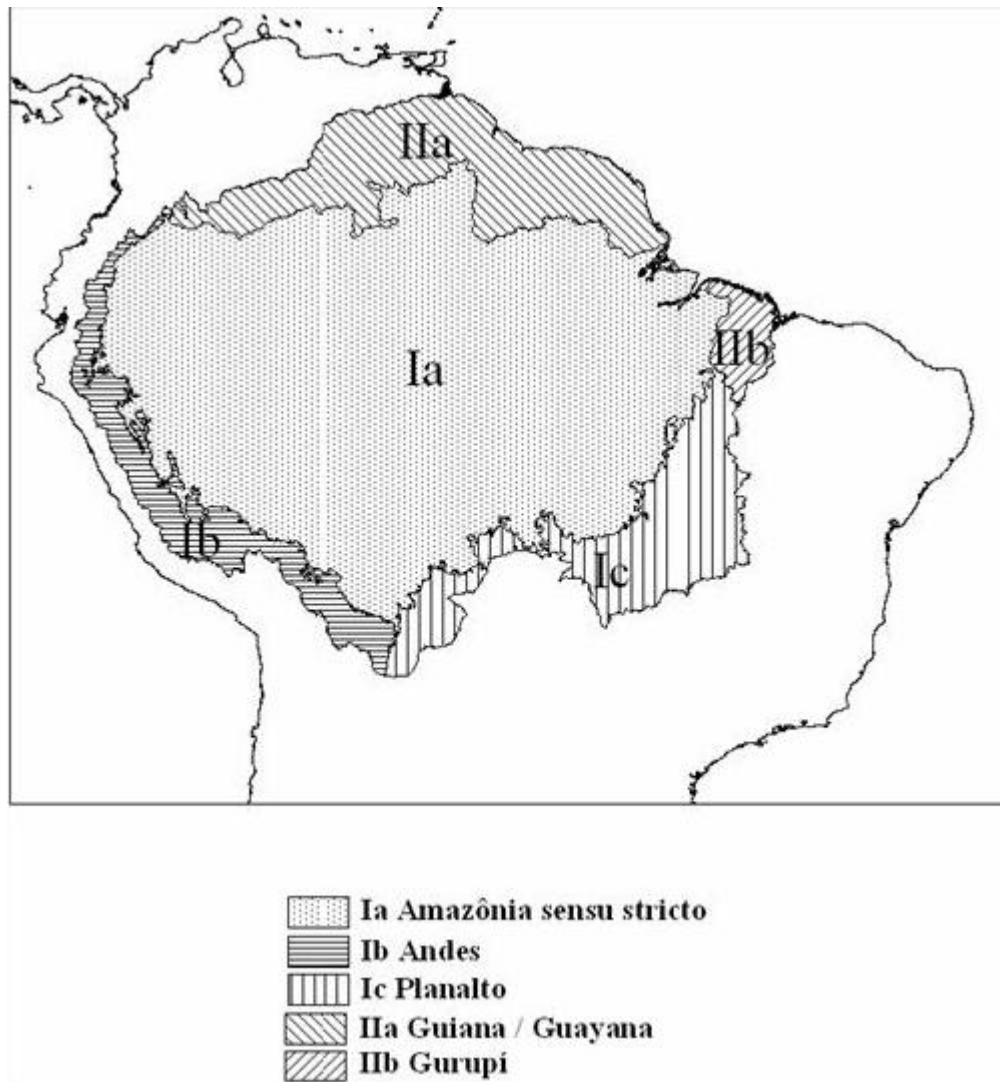 IIa
Ia
IIb
Ib
Ic
Ia Amazônia sensu stricto
Ib Andes
Ic Planalto
IIa Guiana / Guayana
IIb Gurupí